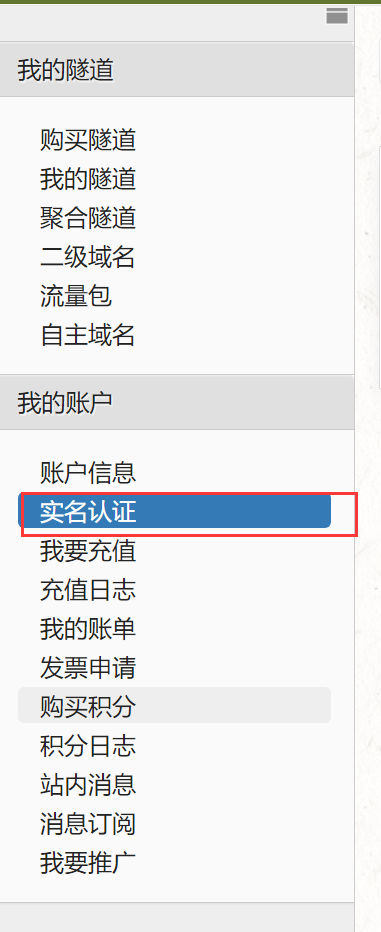 我的隧道
购买隧道
我的隧道
聚合隧道
二级域名
流量包
自主域名
我的账户
账户信息
实名认证
我要充值
充值日志
我的账单
发票申请
购买积分
积分日志
站内消息
消息订阅
我要推广